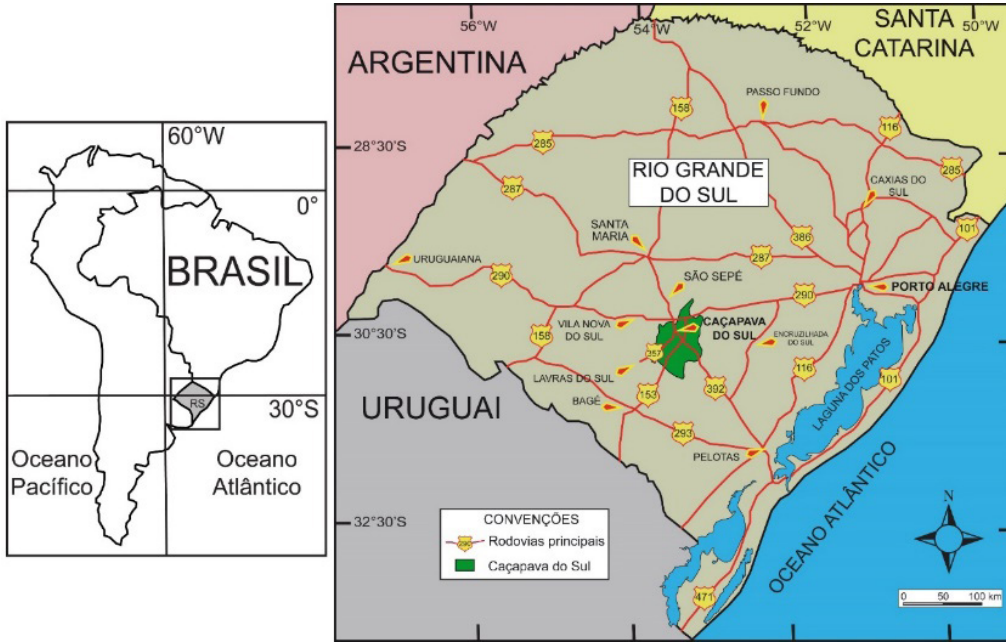 60°W
0°
BRASIL
RS
30°S
Oceano
Pacífico
Oceano
Atlântico
56°W
54°W
52°W
50°W
SANTA
CATARINA
ARGENTINA
PASSO FUNDO
158
116
28°30'S
285
285
RIO GRANDE
DO SUL
287
CAXIAS DO
SUL
SANTA
MARIA
386
101
URUGUAIANA
287
290
SÃO SEPÉ
290
PORTO ALEGRE
VILA NOVA
DO SUL
CAÇAPAVA
DO SUL
ENCRUZILHADA
DO SUL
30°30'S
158
357
LAVRAS DO SUL
116
LAGUNA DOS PATOS
101
URUGUAI
BAGÉ
153
392
293
PELOTAS
OCEANO ATLÂNTICO
32°30'S
CONVENÇÕES
290
Rodovias principais
Caçapava do Sul
471
N
0 50 100 km